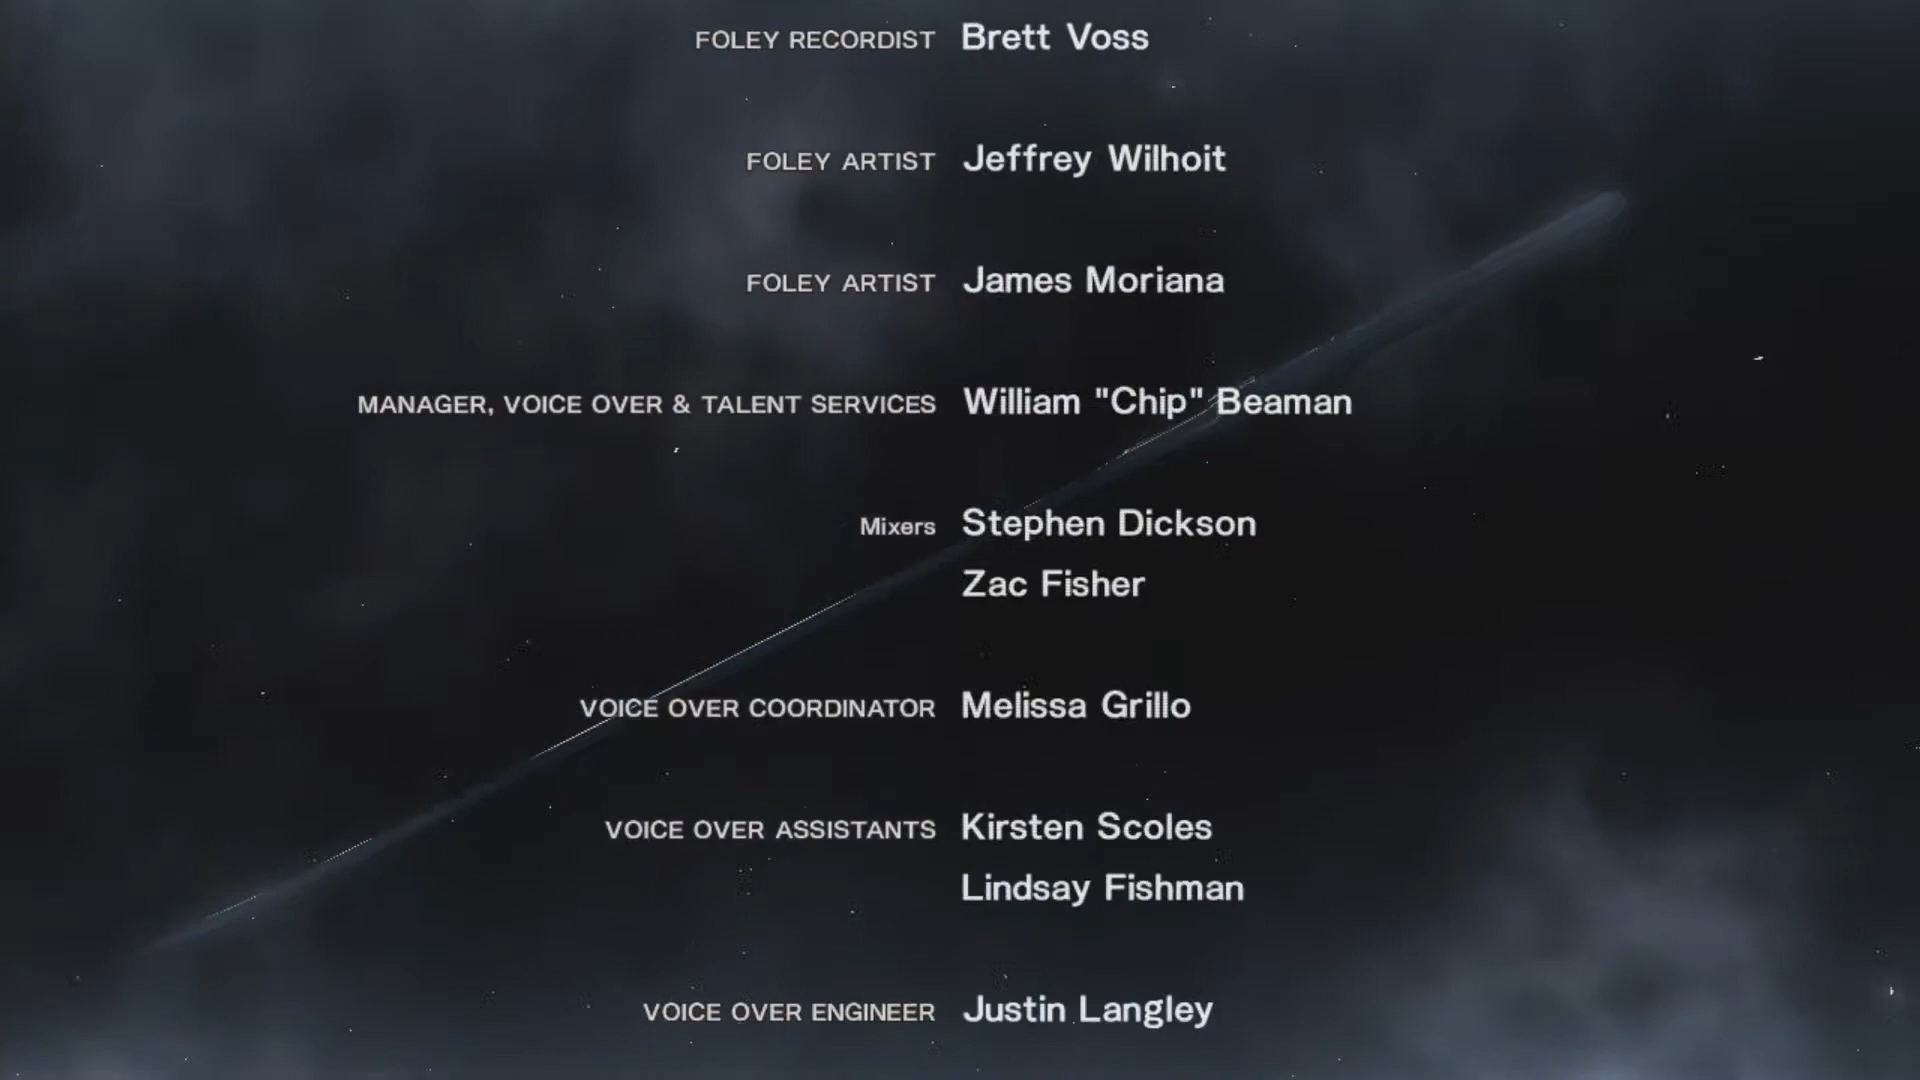 FOLEY RECORDIST Brett Voss
FOLEY ARTIST Jeffrey Wilhoit
FOLEY ARTIST James Moriana
MANAGER, VOICE OVER & TALENT SERVICES William "Chip" Beaman
Mixers Stephen Dickson
Zac Fisher
VOICE OVER COORDINATOR Melissa Grillo
VOICE OVER ASSISTANTS Kirsten Scoles
Lindsay Fishman
VOICE OVER ENGINEER Justin Langley